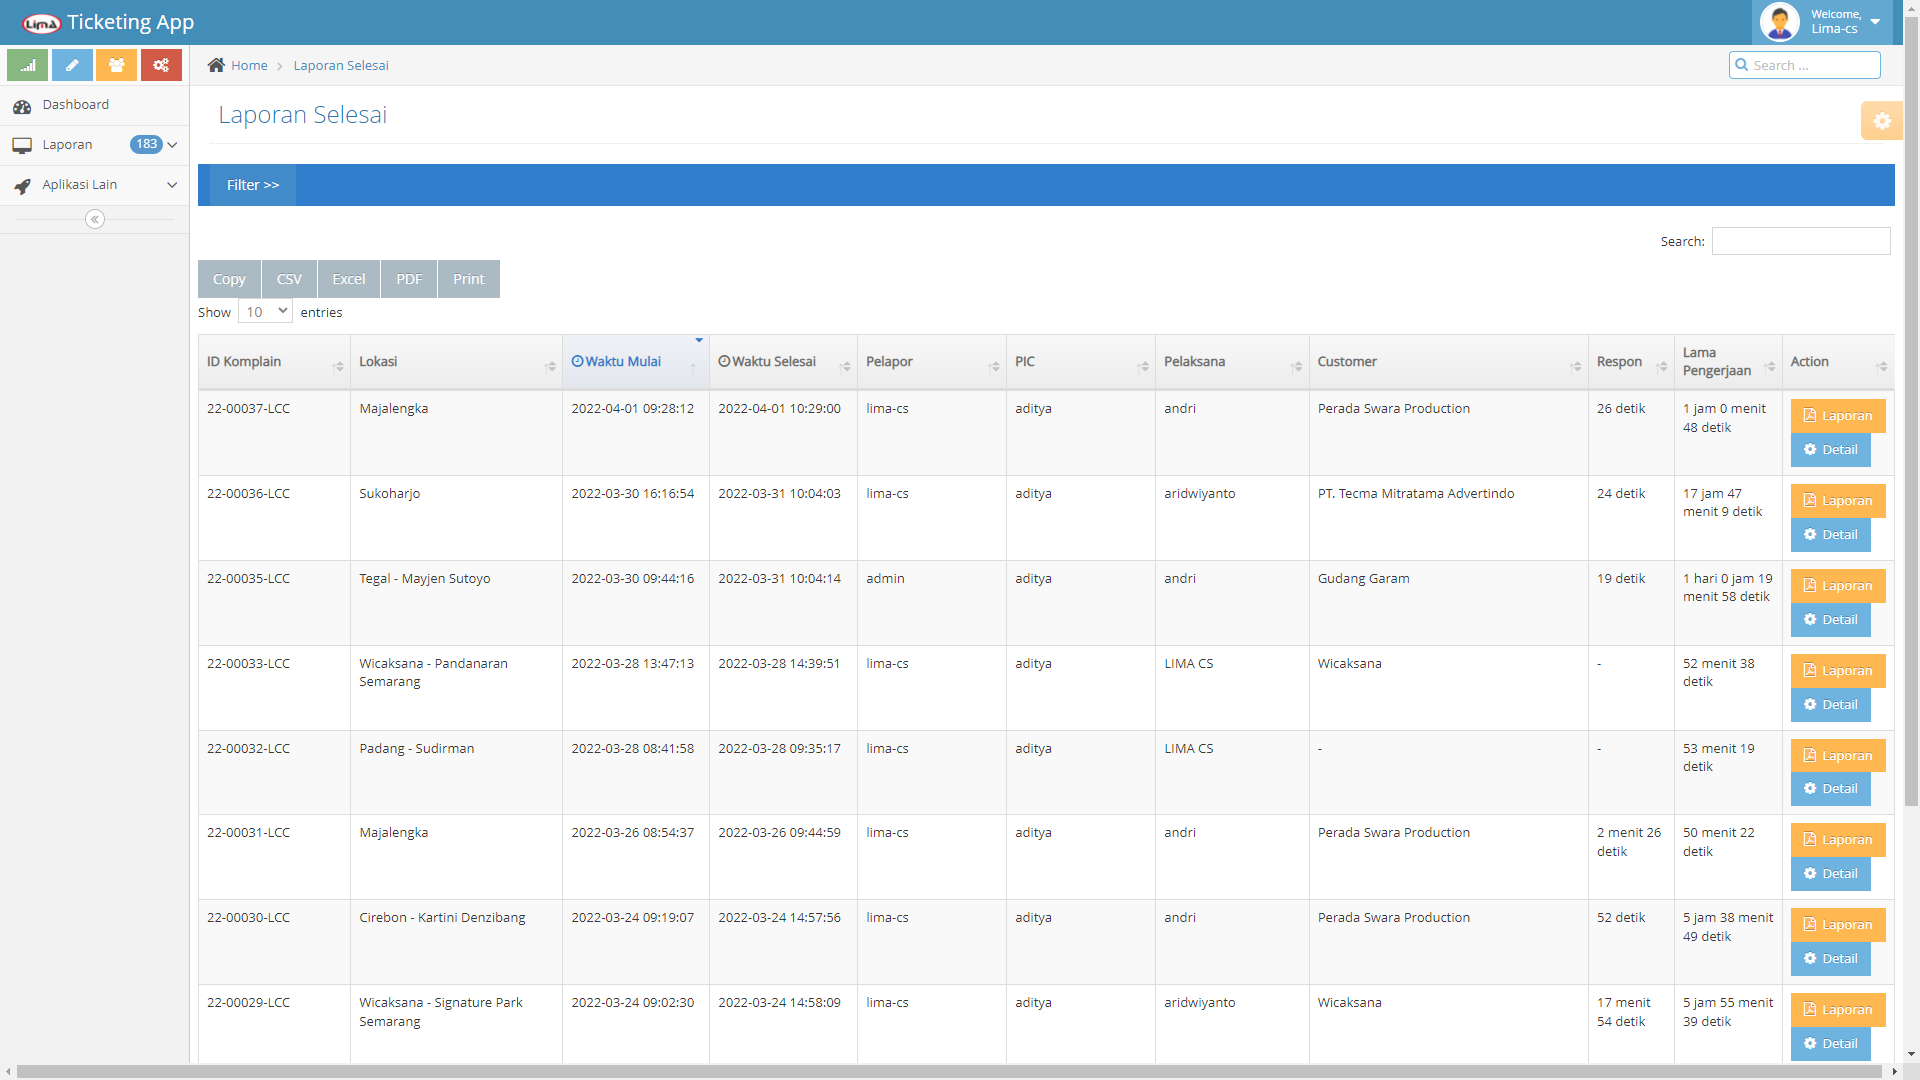 LimA Ticketing App
Welcome,
Lima-cs
Home
Laporan Selesai
Search ...
Dashboard
Laporan 183
Aplikasi Lain
Laporan Selesai
Filter >>
Search:
Copy CSV Excel PDF Print
Show 10 entries
ID Komplain Lokasi Waktu Mulai Waktu Selesai Pelapor PIC Pelaksana Customer Respon Lama Pengerjaan Action
22-00037-LCC Majalengka 2022-04-01 09:28:12 2022-04-01 10:29:00 lima-cs aditya andri Perada Swara Production 26 detik 1 jam 0 menit
48 detik
Laporan
Detail
22-00036-LCC Sukoharjo 2022-03-30 16:16:54 2022-03-31 10:04:03 lima-cs aditya aridwiyanto PT. Tecma Mitratama Advertindo 24 detik 17 jam 47
menit 9 detik
Laporan
Detail
22-00035-LCC Tegal - Mayjen Sutoyo 2022-03-30 09:44:16 2022-03-31 10:04:14 admin aditya andri Gudang Garam 19 detik 1 hari 0 jam 19
menit 58 detik
Laporan
Detail
22-00033-LCC Wicaksana - Pandanaran 2022-03-28 13:47:13 2022-03-28 14:39:51 lima-cs aditya LIMA CS Wicaksana - 52 menit 38
Semarang detik
Laporan
Detail
22-00032-LCC Padang - Sudirman 2022-03-28 08:41:58 2022-03-28 09:35:17 lima-cs aditya LIMA CS - - 53 menit 19
detik
Laporan
Detail
22-00031-LCC Majalengka 2022-03-26 08:54:37 2022-03-26 09:44:59 lima-cs aditya andri Perada Swara Production 2 menit 26 50 menit 22
detik detik
Laporan
Detail
22-00030-LCC Cirebon - Kartini Denzibang 2022-03-24 09:19:07 2022-03-24 14:57:56 lima-cs aditya andri Perada Swara Production 52 detik 5 jam 38 menit
49 detik
Laporan
Detail
22-00029-LCC Wicaksana - Signature Park 2022-03-24 09:02:30 2022-03-24 14:58:09 lima-cs aditya aridwiyanto Wicaksana 17 menit 5 jam 55 menit
Semarang 54 detik 39 detik
Laporan
Detail